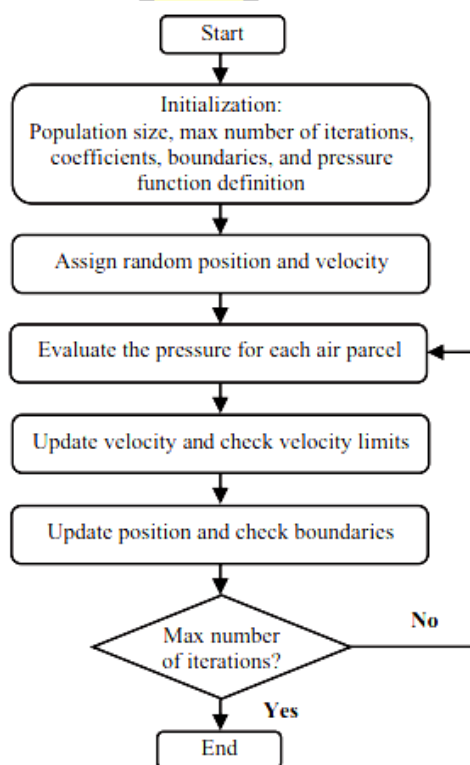 Start
Initialization:
Population size, max number of iterations,
coefficients, boundaries, and pressure
function definition
Assign random position and velocity
Evaluate the pressure for each air parcel
Update velocity and check velocity limits
Update position and check boundaries
Max number
of iterations?
No
Yes
End